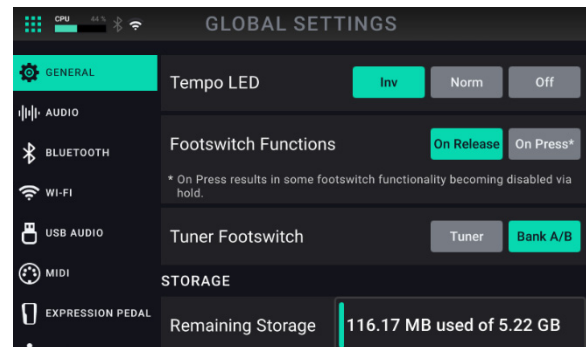 CPU 44 % GLOBAL SETTINGS
GENERAL
AUDIO
BLUETOOTH
WI-FI
USB AUDIO
MIDI
EXPRESSION PEDAL
Tempo LED Inv Norm Off
Footswitch Functions On Release On Press*
* On Press results in some footswitch functionality becoming disabled via
hold.
Tuner Footswitch Tuner Bank A/B
STORAGE
Remaining Storage 116.17 MB used of 5.22 GB